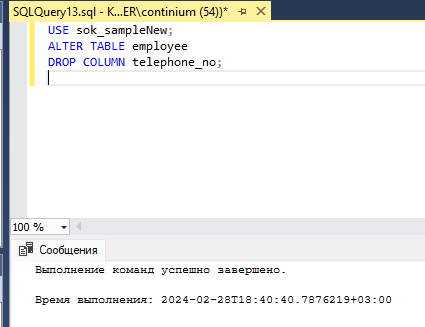 SQLQuery13.sql - K...ER\continium (54))*
USE sok_sampleNew;
ALTER TABLE employee
DROP COLUMN telephone_no;
100 %
Сообщения
Выполнение команд успешно завершено.
Время выполнения: 2024-02-28T18:40:40.7876219+03:00